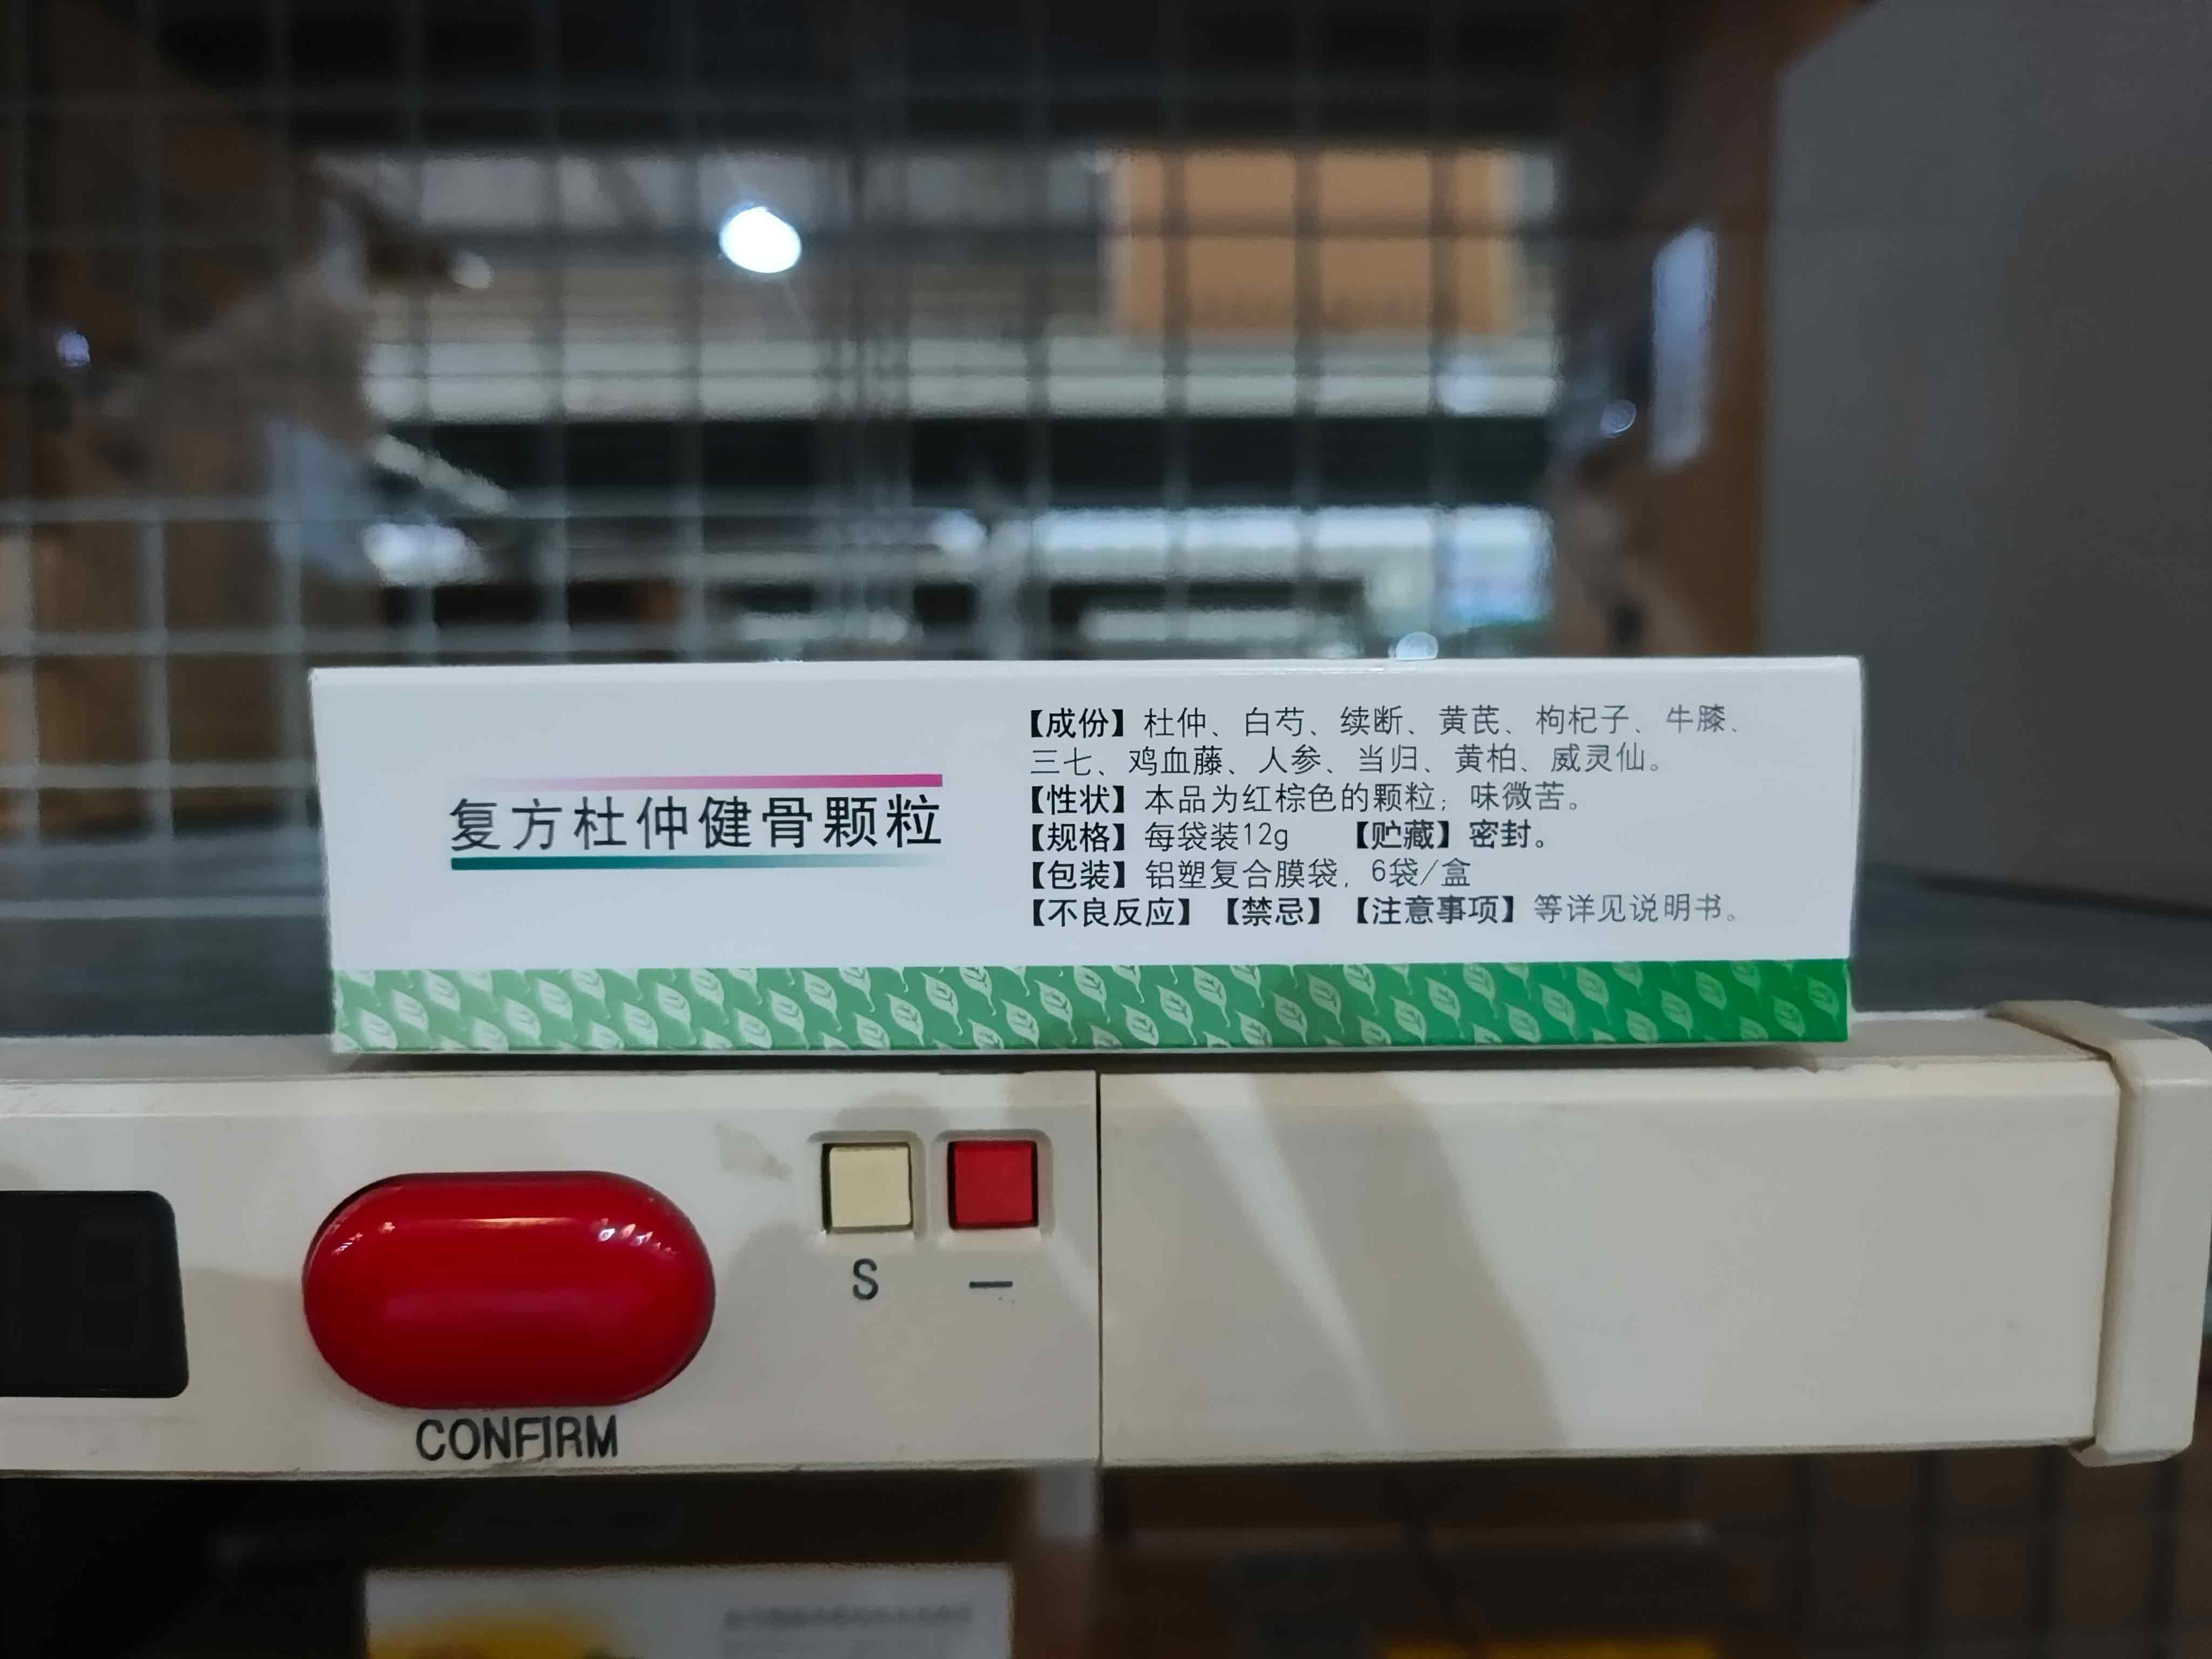 复方杜仲健骨颗粒
【成份】杜仲、白芍、续断、黄芪、枸杞子、牛膝、
三七、鸡血藤、人参、当归、黄柏、威灵仙。
【性状】本品为红棕色的颗粒；味微苦。
【规格】每袋装12g 【贮藏】密封。
【包装】铝塑复合膜袋，6袋/盒
【不良反应】【禁忌】【注意事项】等详见说明书。
S —
CONFIRM